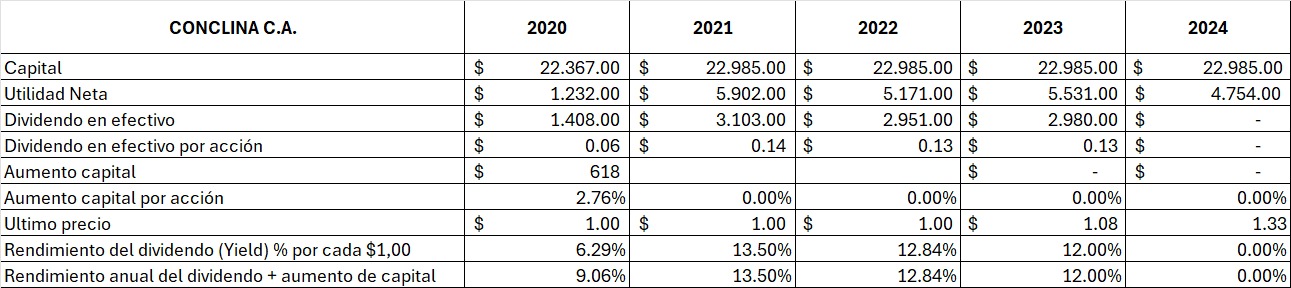 CONCLINA C.A. 2020 2021 2022 2023 2024
Capital $ 22.367.00 $ 22.985.00 $ 22.985.00 $ 22.985.00 $ 22.985.00
Utilidad Neta $ 1.232.00 $ 5.902.00 $ 5.171.00 $ 5.531.00 $ 4.754.00
Dividendo en efectivo $ 1.408.00 $ 3.103.00 $ 2.951.00 $ 2.980.00 $ -
Dividendo en efectivo por acción $ 0.06 $ 0.14 $ 0.13 $ 0.13 $ -
Aumento capital $ 618 $ - $ -
Aumento capital por acción 2.76% 0.00% 0.00% 0.00% 0.00%
Ultimo precio $ 1.00 $ 1.00 $ 1.00 $ 1.08 1.33
Rendimiento del dividendo (Yield) % por cada $1,00 6.29% 13.50% 12.84% 12.00% 0.00%
Rendimiento anual del dividendo + aumento de capital 9.06% 13.50% 12.84% 12.00% 0.00%